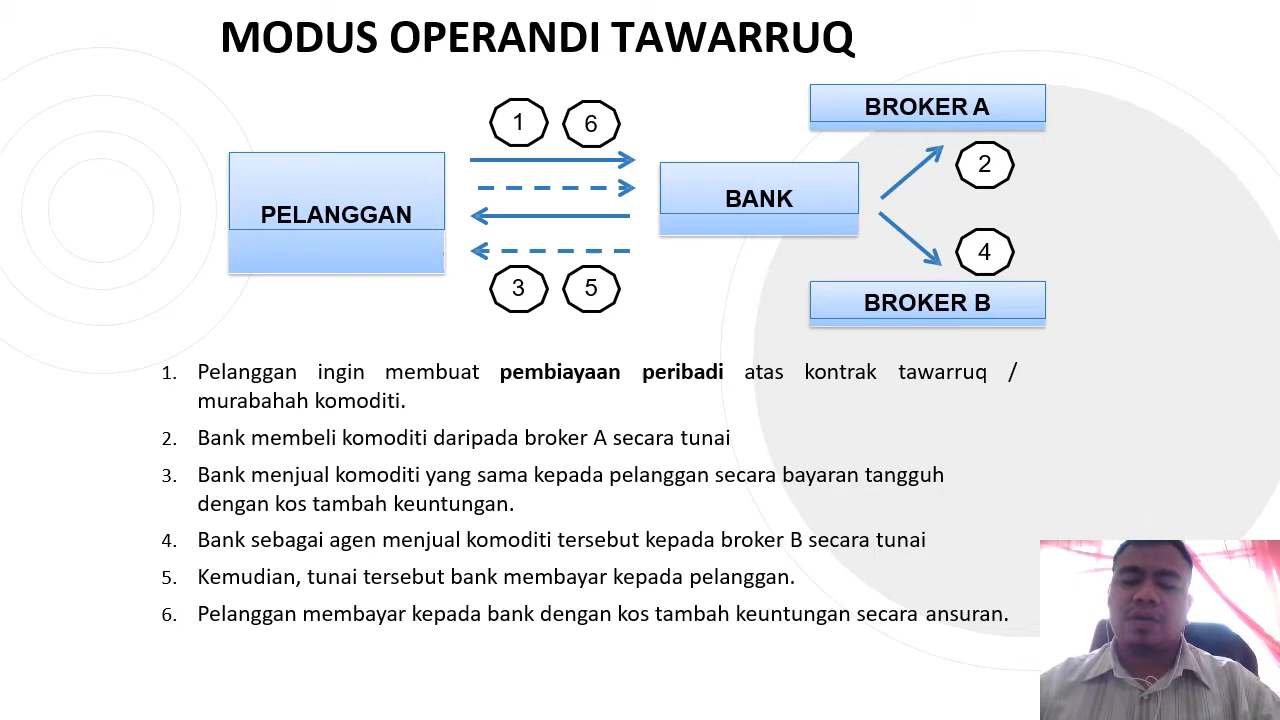 MODUS OPERANDI TAWARRUQ
BROKER A
1 6
2
PELANGGAN
BANK
4
3 5
BROKER B
1. Pelanggan ingin membuat pembiayaan peribadi atas kontrak tawarruq /
murabahah komoditi.
2. Bank membeli komoditi daripada broker A secara tunai
3. Bank menjual komoditi yang sama kepada pelanggan secara bayaran tangguh
dengan kos tambah keuntungan.
4. Bank sebagai agen menjual komoditi tersebut kepada broker B secara tunai
5. Kemudian, tunai tersebut bank membayar kepada pelanggan.
6. Pelanggan membayar kepada bank dengan kos tambah keuntungan secara ansuran.